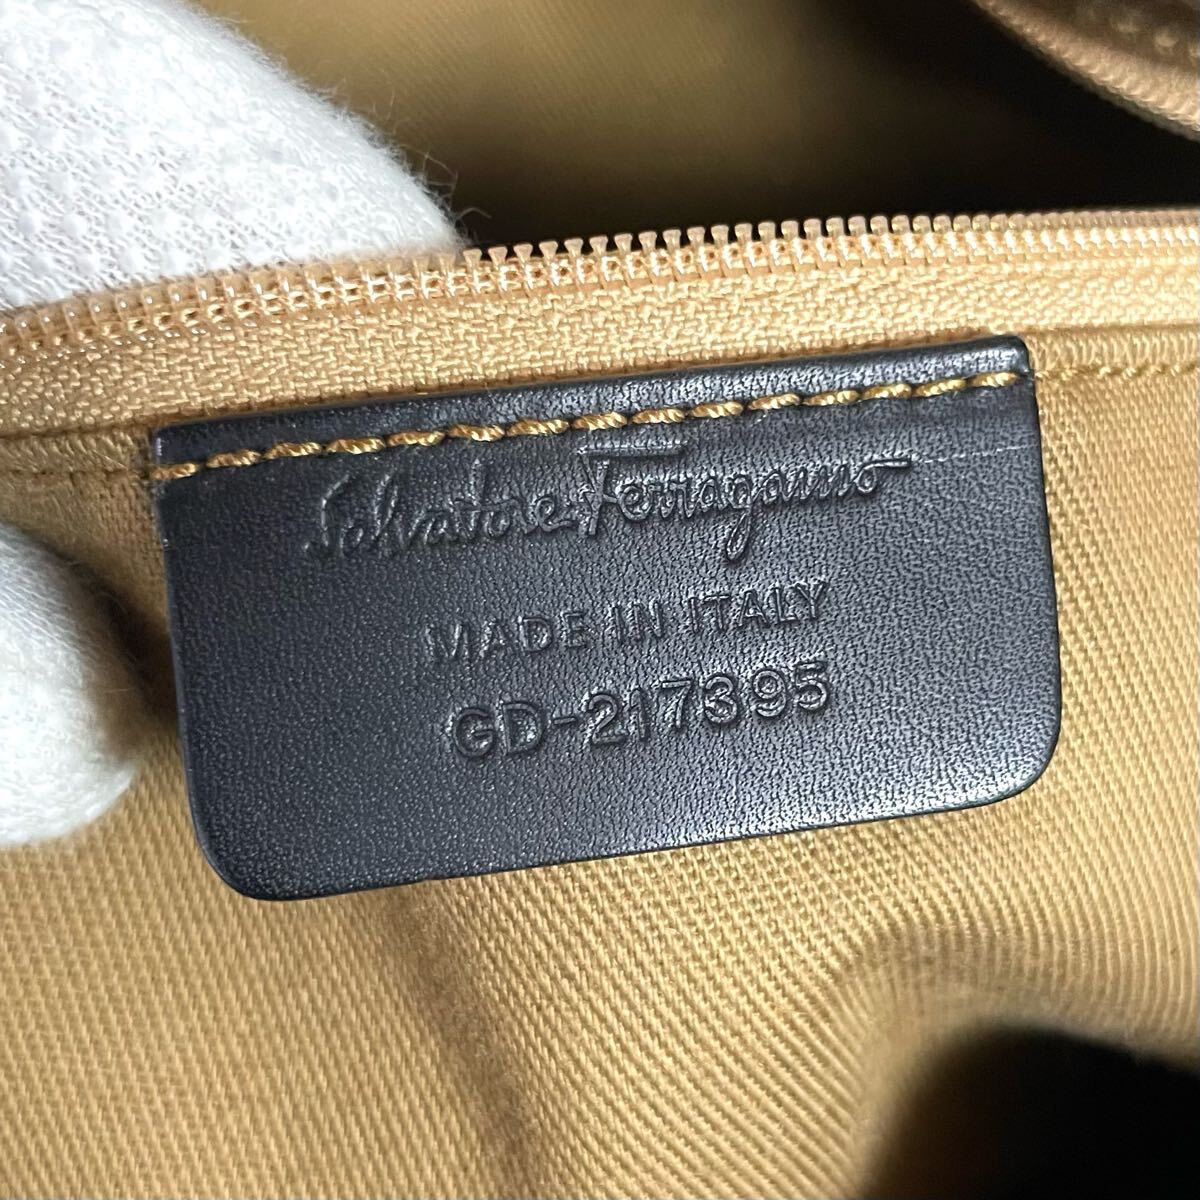 Salvatore Ferragamo
MADE IN ITALY
GD-217395